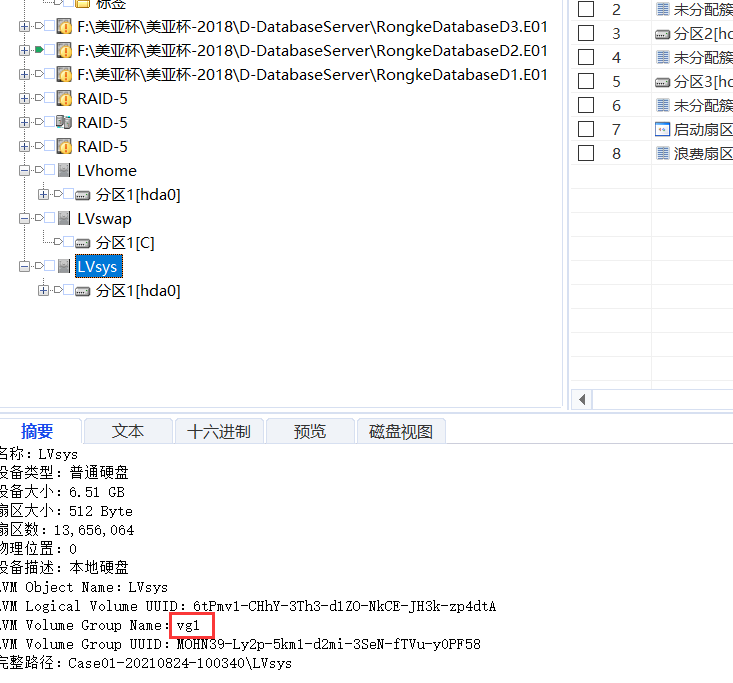 标签
F:\美亚杯\美亚杯-2018\D-DatabaseServer\RongkeDatabaseD3.E01
F:\美亚杯\美亚杯-2018\D-DatabaseServer\RongkeDatabaseD2.E01
F:\美亚杯\美亚杯-2018\D-DatabaseServer\RongkeDatabaseD1.E01
RAID-5
RAID-5
RAID-5
LVhome
分区1[hda0]
LVswap
分区1[C]
LVsys
分区1[hda0]
2 未分配簇
3 分区2[hd
4 未分配簇
5 分区3[hd
6 未分配簇
7 启动扇区
8 浪费扇区
摘要 文本 十六进制 预览 磁盘视图
名称: LVsys
设备类型: 普通硬盘
设备大小: 6.51 GB
扇区大小: 512 Byte
扇区数: 13,656,064
物理位置: 0
设备描述: 本地硬盘
LVM Object Name: LVsys
LVM Logical Volume UUID: 6tPmv1-CHhY-3Th3-d1ZO-NkCE-JH3k-zp4dtA
LVM Volume Group Name: vg1
LVM Volume Group UUID: MOHN39-Ly2p-5km1-d2mi-3SeN-fTVu-y0PF58
完整路径: Case01-20210824-100340\LVsys